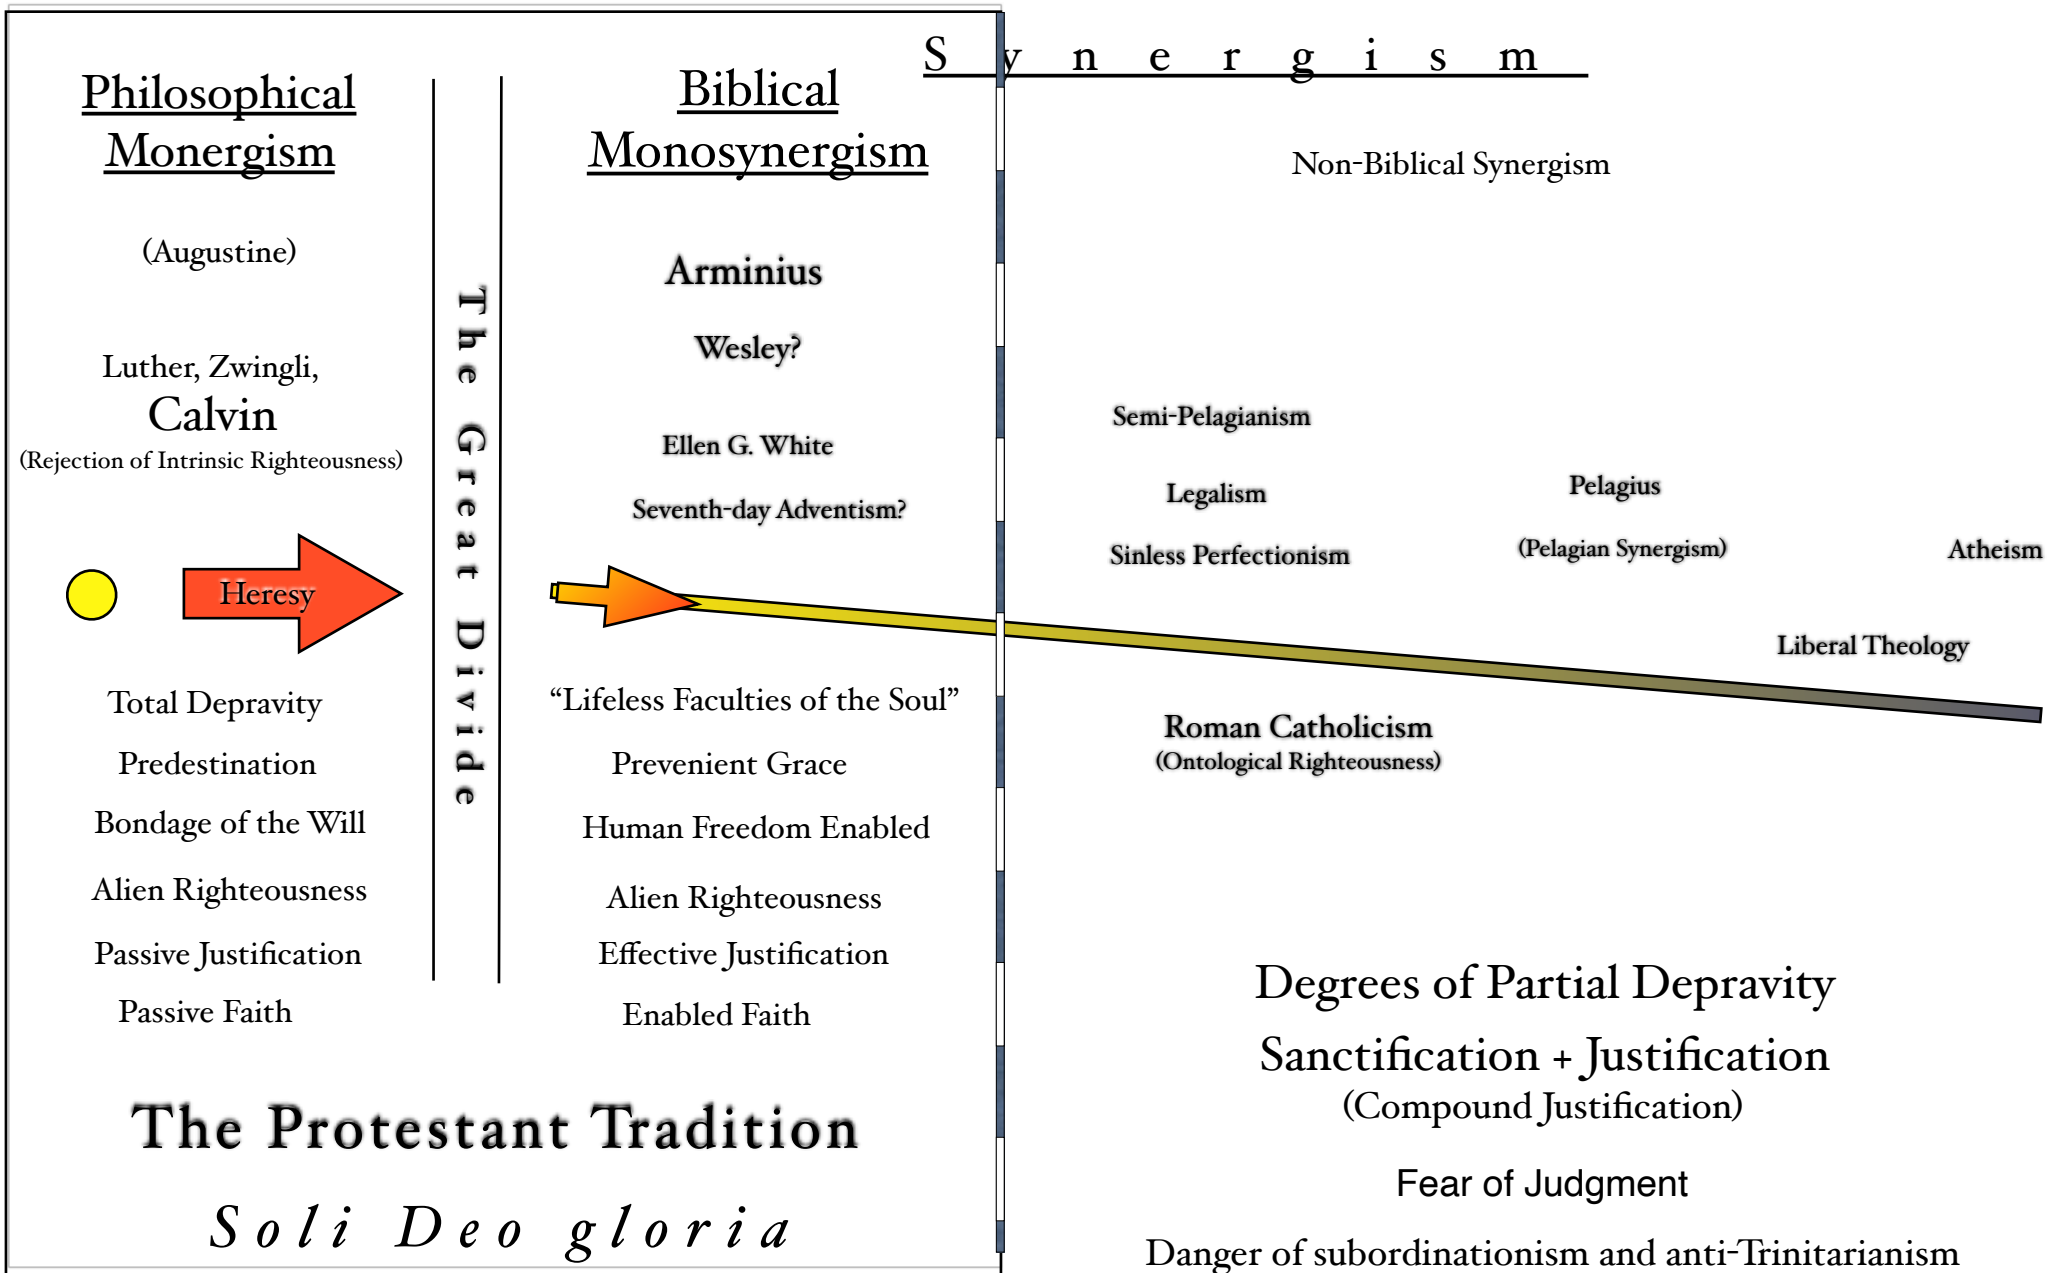 Philosophical
Monergism
(Augustine)
Luther, Zwingli,
Calvin
(Rejection of Intrinsic Righteousness)
Heresy
Total Depravity
Predestination
Bondage of the Will
Alien Righteousness
Passive Justification
Passive Faith
The Great Divide
Biblical
Monosynergism
Arminius
Wesley?
Ellen G. White
Seventh-day Adventism?
“Lifeless Faculties of the Soul”
Prevenient Grace
Human Freedom Enabled
Alien Righteousness
Effective Justification
Enabled Faith
The Protestant Tradition
Soli Deo gloria
Synergism
Non-Biblical Synergism
Semi-Pelagianism
Legalism
Sinless Perfectionism
Pelagius
(Pelagian Synergism)
Atheism
Liberal Theology
Roman Catholicism
(Ontological Righteousness)
Degrees of Partial Depravity
Sanctification + Justification
(Compound Justification)
Fear of Judgment
Danger of subordinationism and anti-Trinitarianism